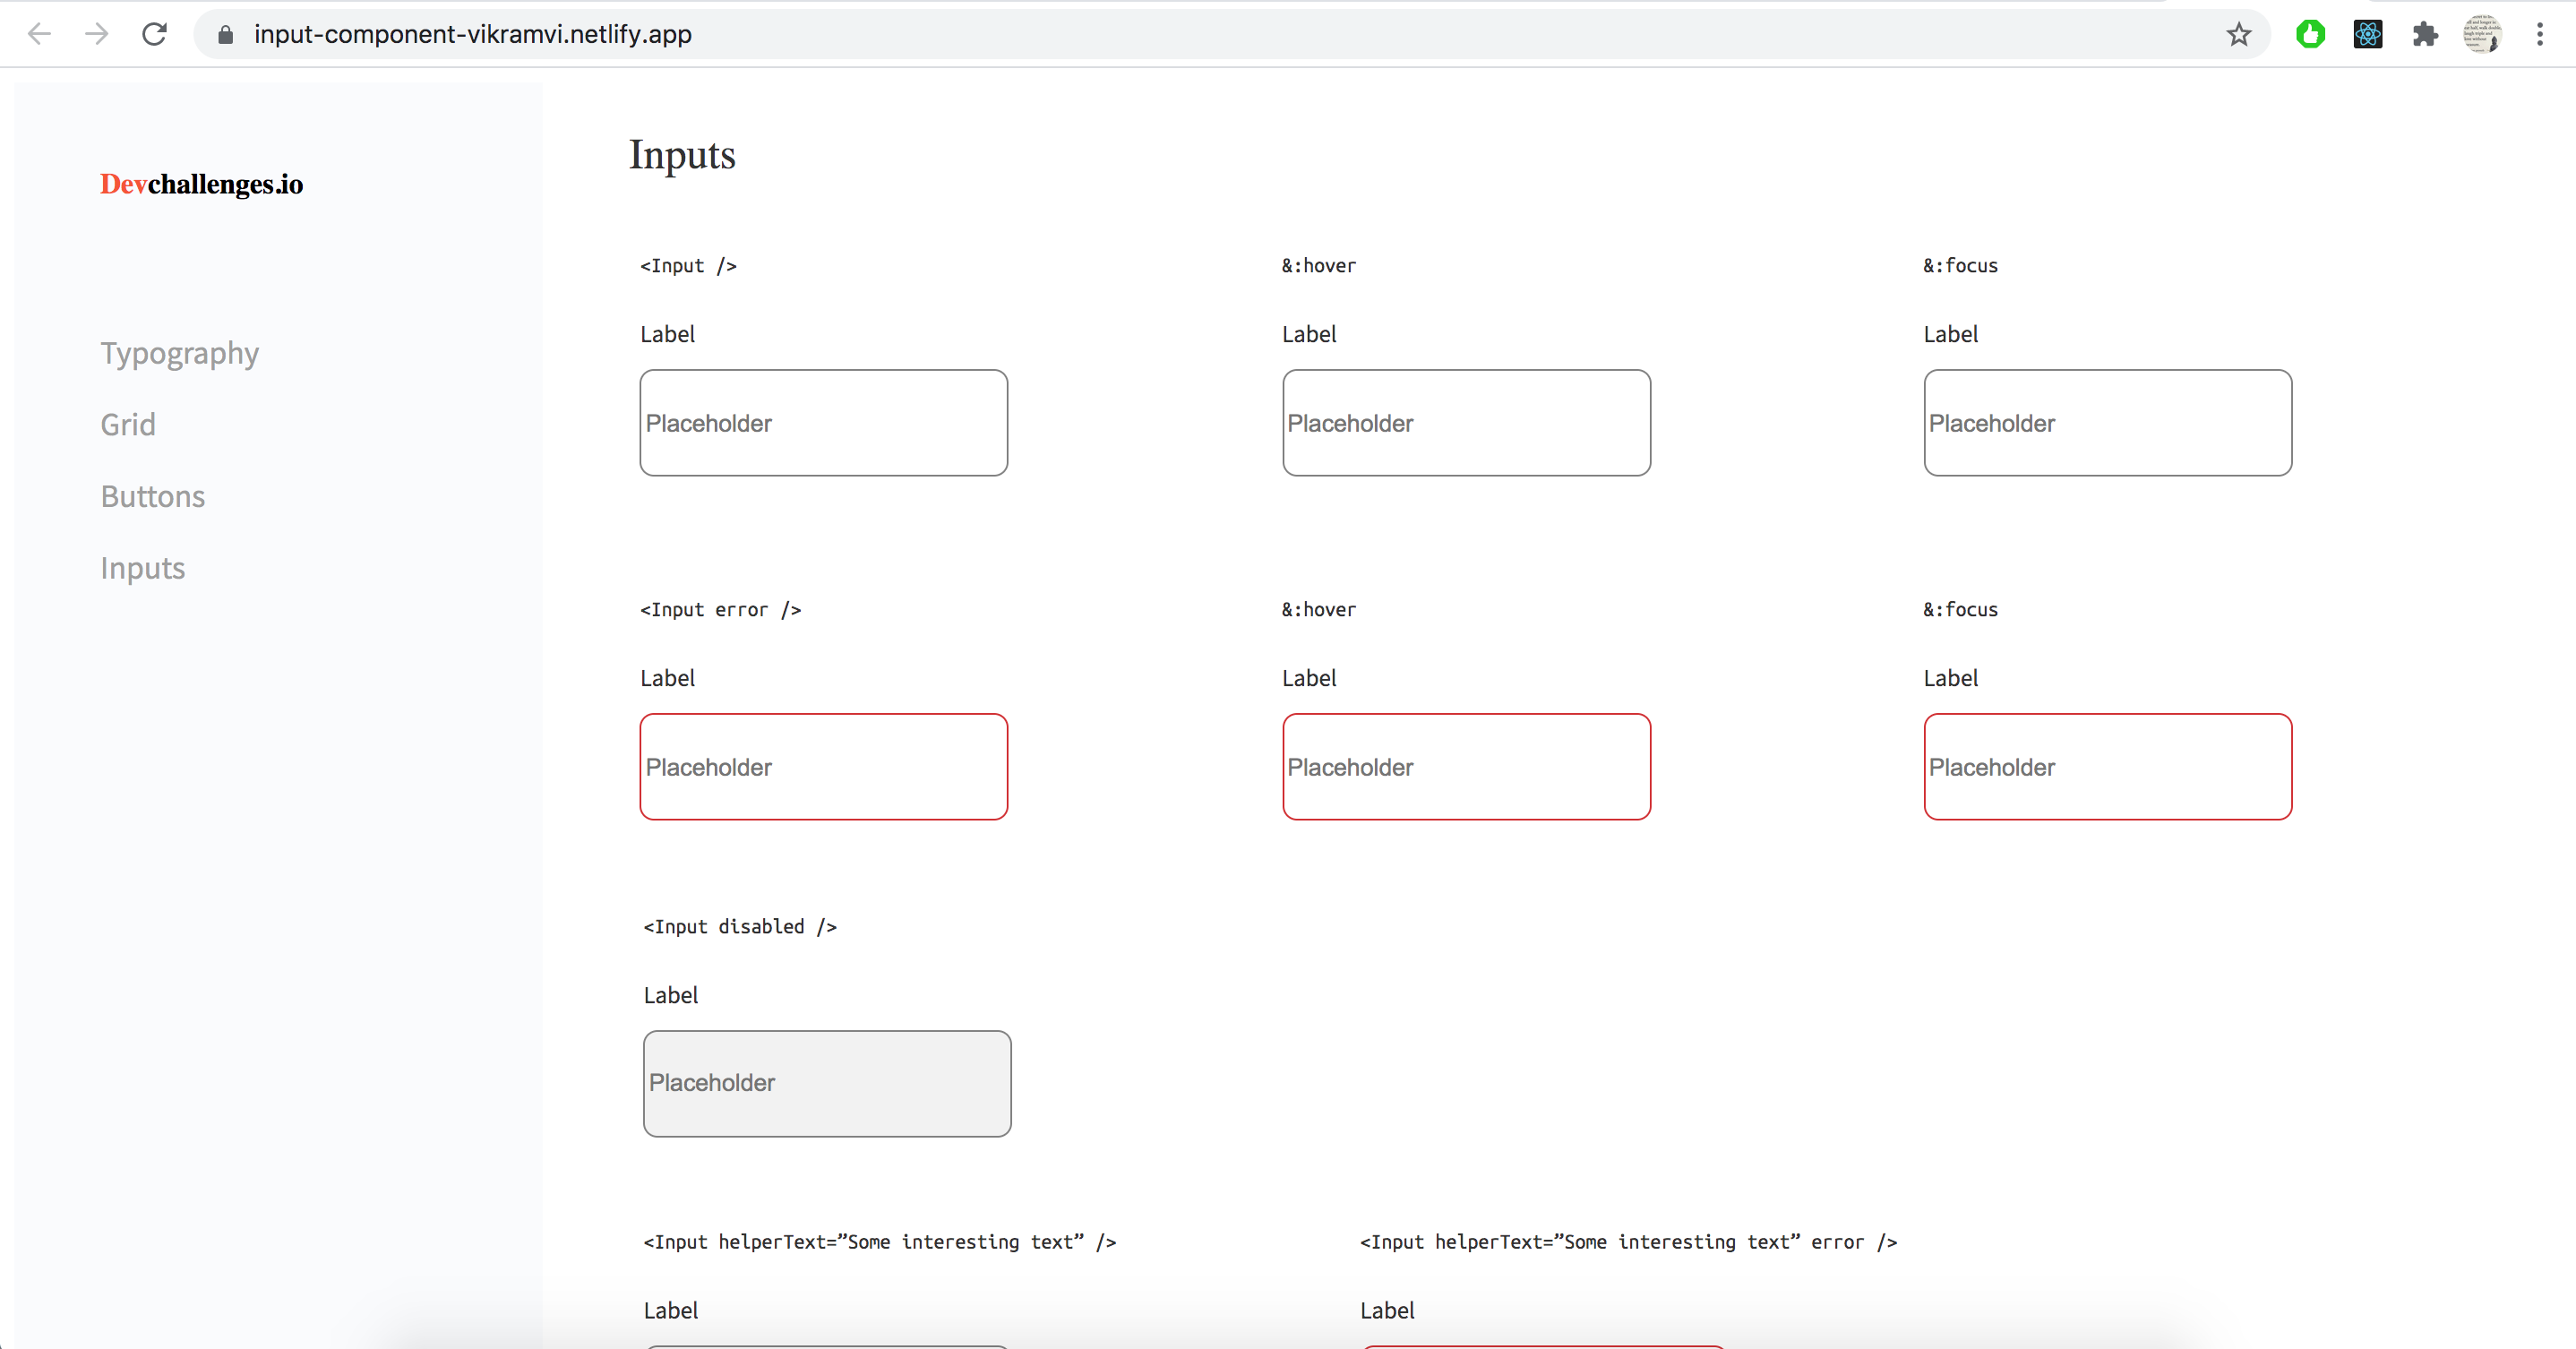 input-component-vikramvi.netlify.app
Devchallenges.io
Typography
Grid
Buttons
Inputs
Inputs
<Input />
&:hover
&:focus
Label
Label
Label
Placeholder
Placeholder
Placeholder
<Input error />
&:hover
&:focus
Label
Label
Label
Placeholder
Placeholder
Placeholder
<Input disabled />
Label
Placeholder
<Input helperText=”Some interesting text” />
<Input helperText=”Some interesting text” error />
Label
Label